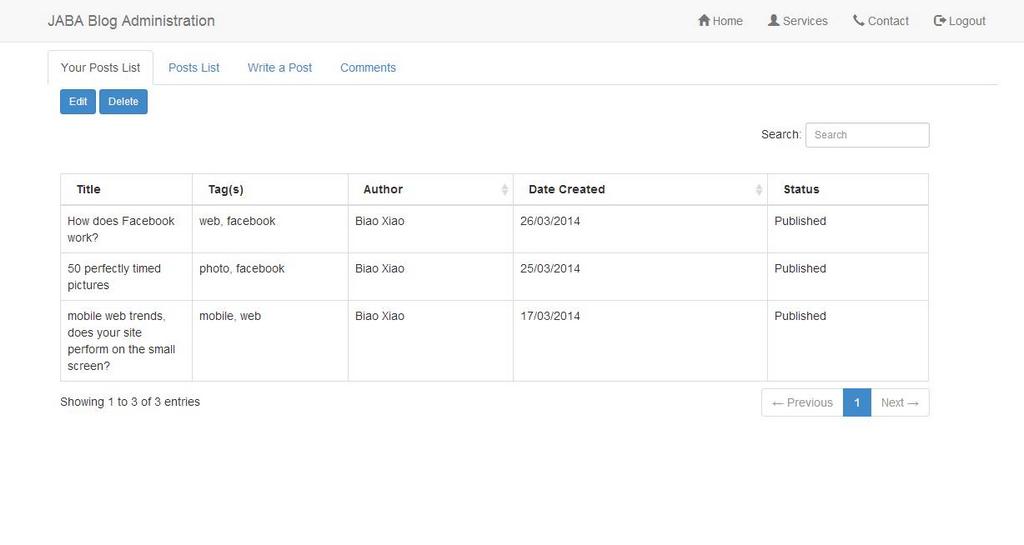 JABA Blog Administration Home Services Contact Logout
Your Posts List Posts List Write a Post Comments
Edit Delete
Search: Search
Title Tag(s) Author Date Created Status
How does Facebook work? web, facebook Biao Xiao 26/03/2014 Published
50 perfectly timed pictures photo, facebook Biao Xiao 25/03/2014 Published
mobile web trends, does your site perform on the small screen? mobile, web Biao Xiao 17/03/2014 Published
Showing 1 to 3 of 3 entries ← Previous 1 Next →